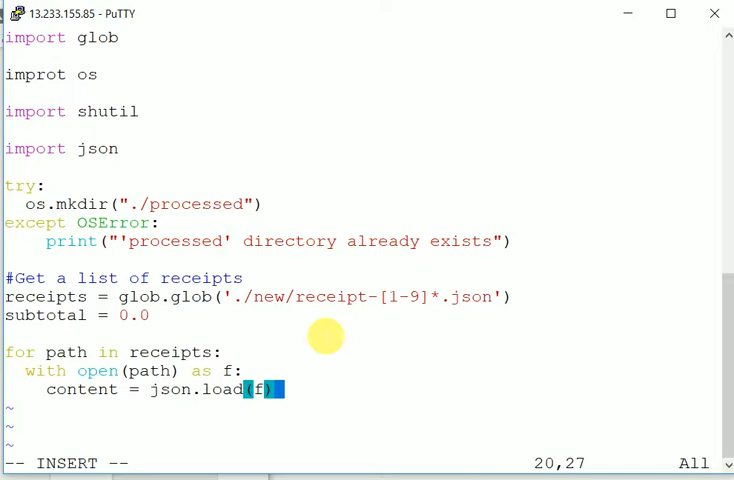 13.233.155.85 - PuTTY
import glob
improt os
import shutil
import json
try:
  os.mkdir("./processed")
except OSError:
    print("'processed' directory already exists")
#Get a list of receipts
receipts = glob.glob('./new/receipt-[1-9]*.json')
subtotal = 0.0
for path in receipts:
  with open(path) as f:
    content = json.load(f)
~
~
~
-- INSERT -- 20,27 All